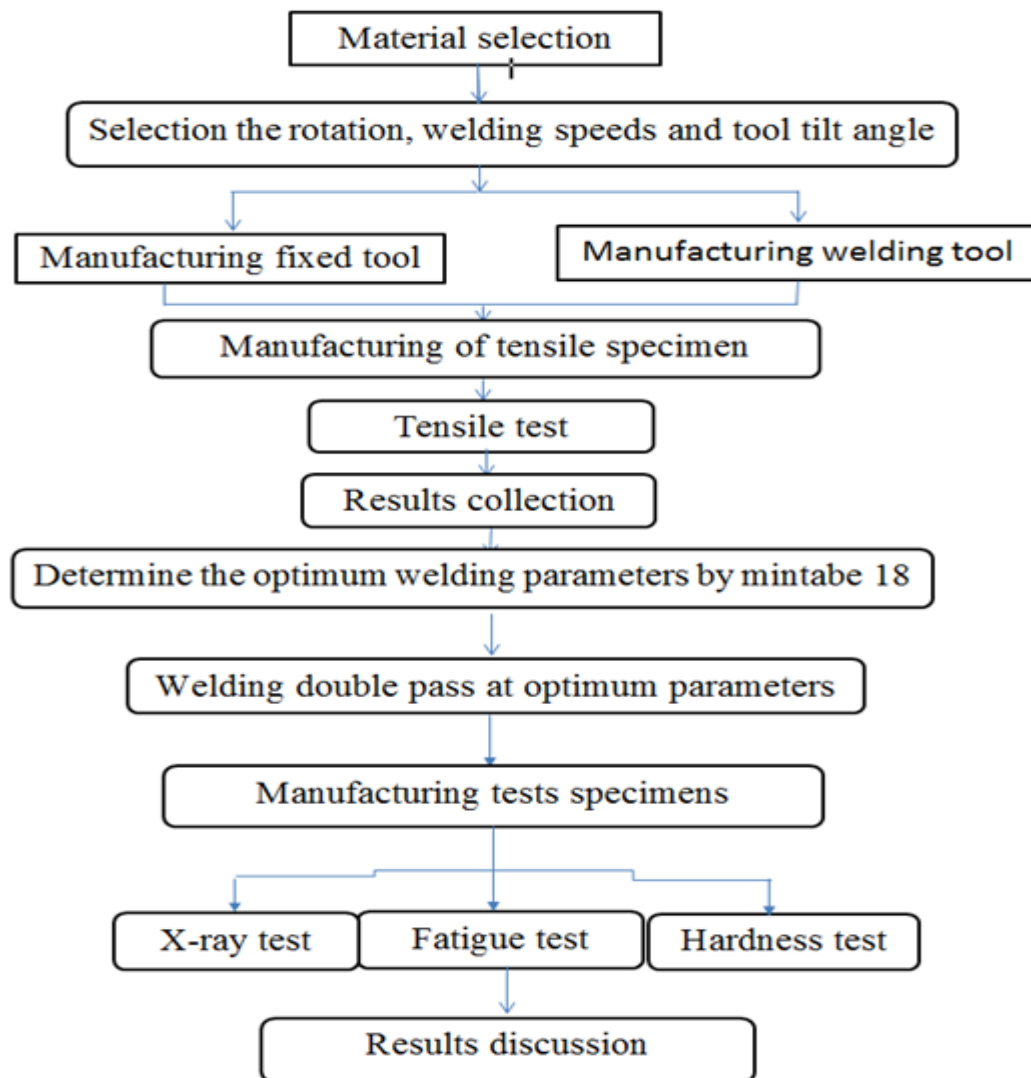 Material selection
Selection the rotation, welding speeds and tool tilt angle
Manufacturing fixed tool
Manufacturing welding tool
Manufacturing of tensile specimen
Tensile test
Results collection
Determine the optimum welding parameters by mintabe 18
Welding double pass at optimum parameters
Manufacturing tests specimens
X-ray test
Fatigue test
Hardness test
Results discussion